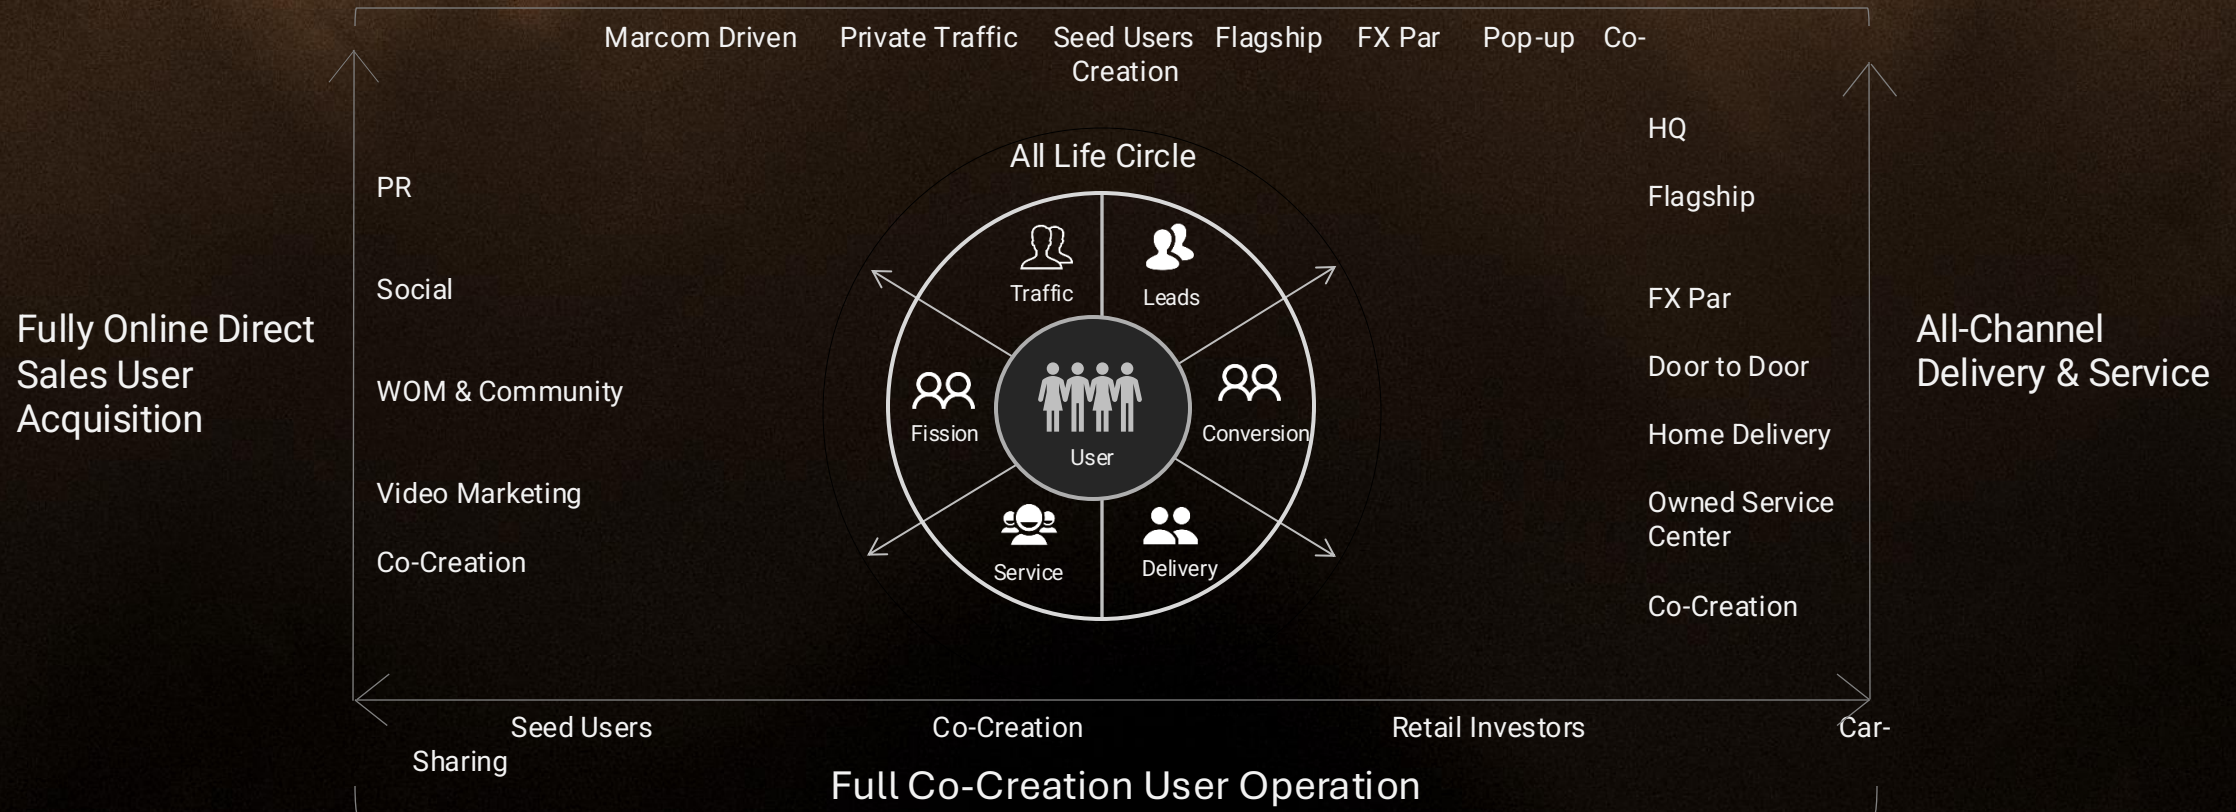 Marcom Driven Private Traffic Seed Users Flagship FX Par Pop-up Co-
Creation
Fully Online Direct
Sales User
Acquisition
PR
Social
WOM & Community
Video Marketing
Co-Creation
All Life Circle
Traffic
Leads
Fission
Conversion
User
Service
Delivery
HQ
Flagship
FX Par
Door to Door
Home Delivery
Owned Service
Center
Co-Creation
All-Channel
Delivery & Service
Seed Users Co-Creation Retail Investors Car-
Sharing
Full Co-Creation User Operation